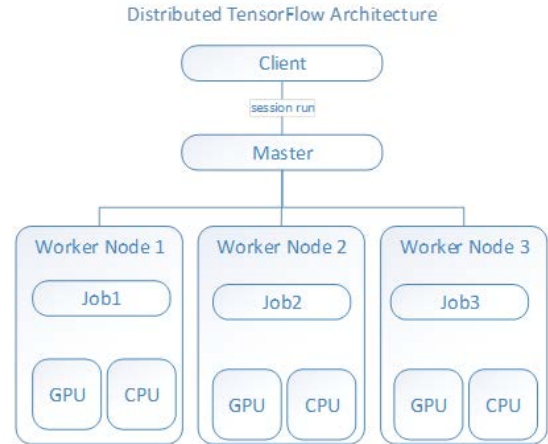 Distributed TensorFlow Architecture
Client
session run
Master
Worker Node 1
Worker Node 2
Worker Node 3
Job1
Job2
Job3
GPU
CPU
GPU
CPU
GPU
CPU